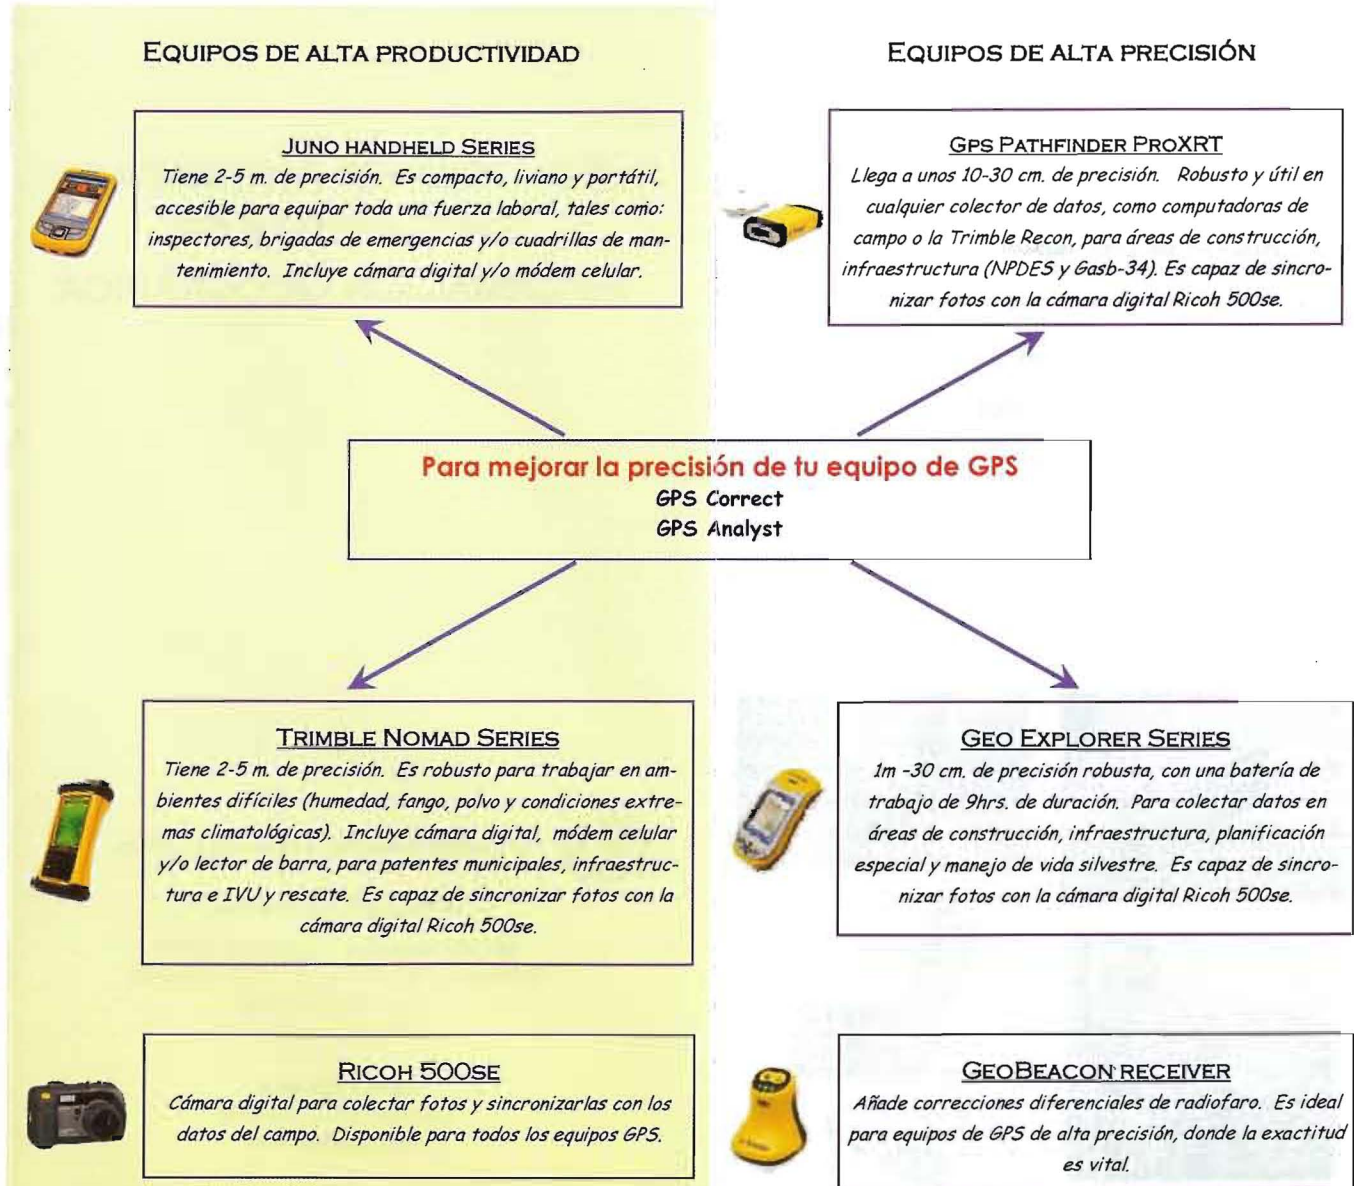 EQUIPOS DE ALTA PRODUCTIVIDAD
JUNO HANDHELD SERIES
Tiene 2-5 m. de precisión. Es compacto, liviano y portátil,
accesible para equipar toda una fuerza laboral, tales como:
inspectores, brigadas de emergencias y/o cuadrillas de man-
tenimiento. Incluye cámara digital y/o módem celular.
EQUIPOS DE ALTA PRECISIÓN
GPS PATHFINDER PROXRT
Llega a unos 10-30 cm. de precisión. Robusto y útil en
cualquier colector de datos, como computadoras de
campo o la Trimble Recon, para áreas de construcción,
infraestructura (NPDES y Gasb-34). Es capaz de sincro-
nizar fotos con la cámara digital Ricoh 500se.
Para mejorar la precisión de tu equipo de GPS
GPS Correct
GPS Analyst
TRIMBLE NOMAD SERIES
Tiene 2-5 m. de precisión. Es robusto para trabajar en am-
bientes difíciles (humedad, fango, polvo y condiciones extre-
mas climatológicas). Incluye cámara digital, módem celular
y/o lector de barra, para patentes municipales, infraestruc-
tura e IVU y rescate. Es capaz de sincronizar fotos con la
cámara digital Ricoh 500se.
GEO EXPLORER SERIES
1m -30 cm. de precisión robusta, con una batería de
trabajo de 9hrs. de duración. Para colectar datos en
áreas de construcción, infraestructura, planificación
especial y manejo de vida silvestre. Es capaz de sincro-
nizar fotos con la cámara digital Ricoh 500se.
RICOH 500SE
Cámara digital para colectar fotos y sincronizarlas con los
datos del campo. Disponible para todos los equipos GPS.
GEOBEACON RECEIVER
Añade correcciones diferenciales de radiofaro. Es ideal
para equipos de GPS de alta precisión, donde la exactitud
es vital.